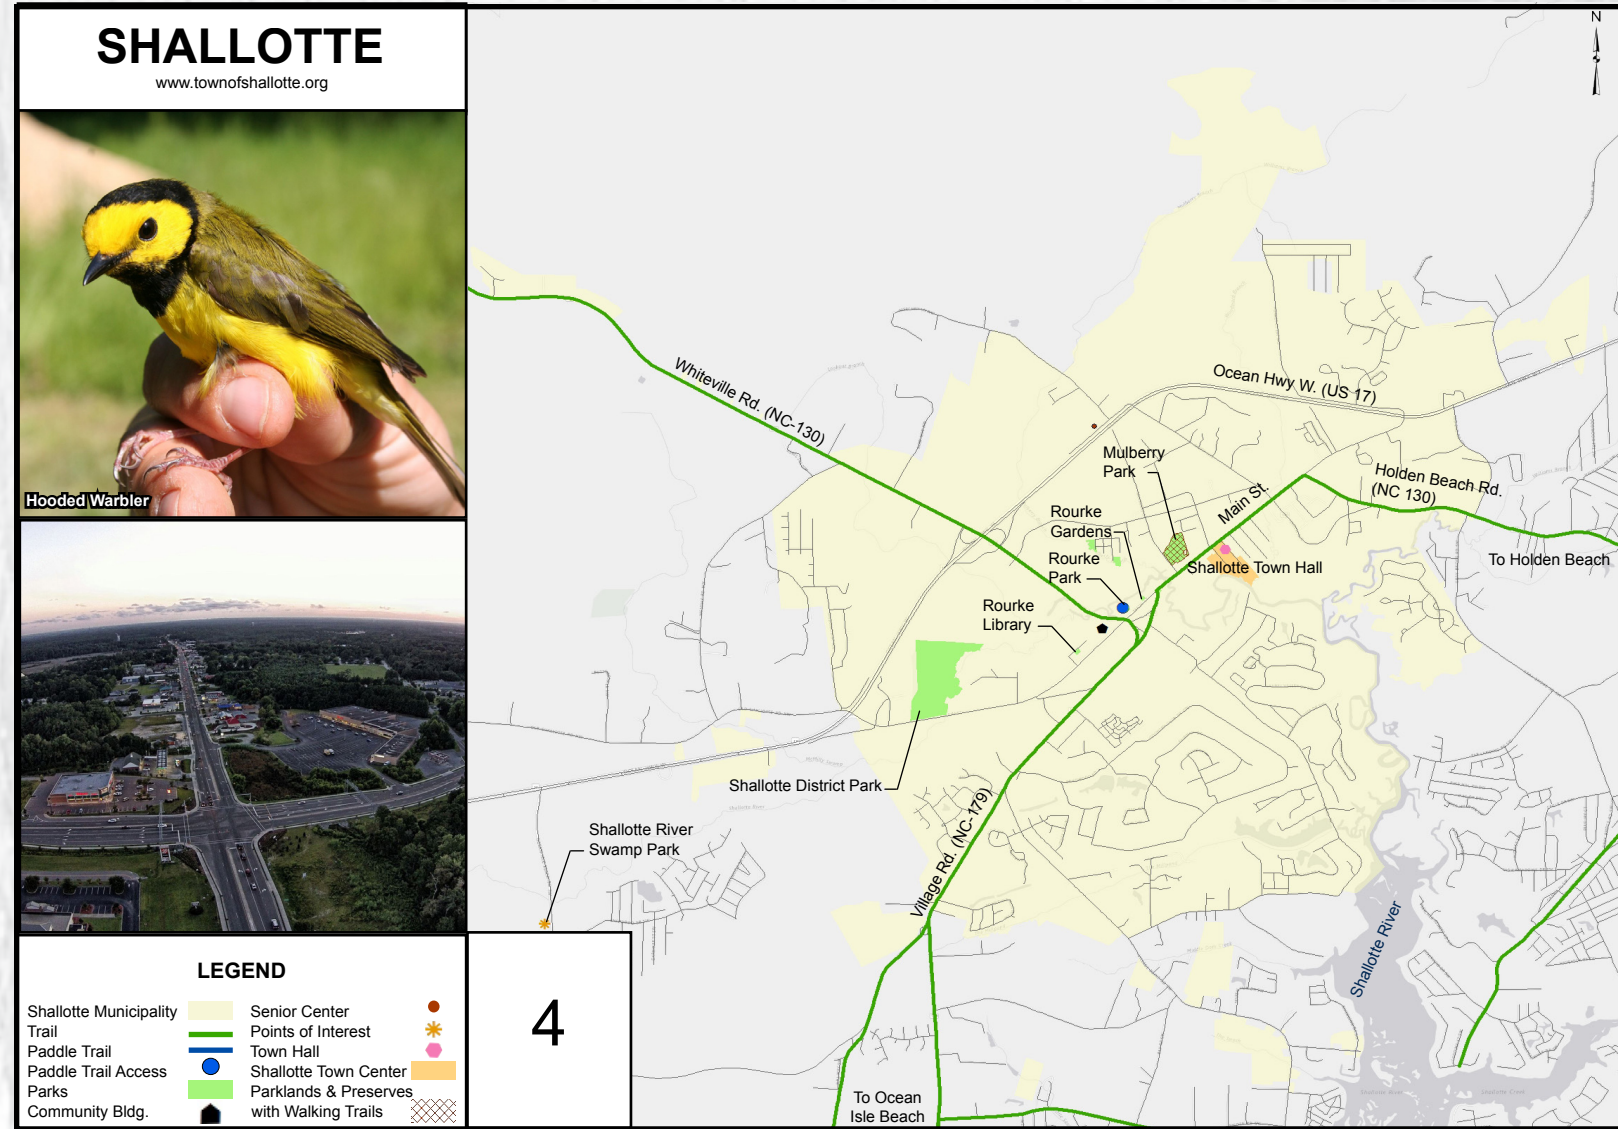 SHALLOTTE
www.townofshallotte.org
Hooded Warbler
LEGEND
Shallotte Municipality
Trail
Paddle Trail
Paddle Trail Access
Parks
Community Bldg.
Senior Center
Points of Interest
Town Hall
Shallotte Town Center
Parklands & Preserves
with Walking Trails
4
N
Whiteville Rd. (NC-130)
Ocean Hwy W. (US 17)
Mulberry
Park
Main St.
Holden Beach Rd.
(NC 130)
To Holden Beach
Rourke
Gardens
Rourke
Park
Rourke
Library
Shallotte Town Hall
Shallotte District Park
Shallotte River
Swamp Park
Village Rd. (NC-179)
Shallotte River
To Ocean
Isle Beach